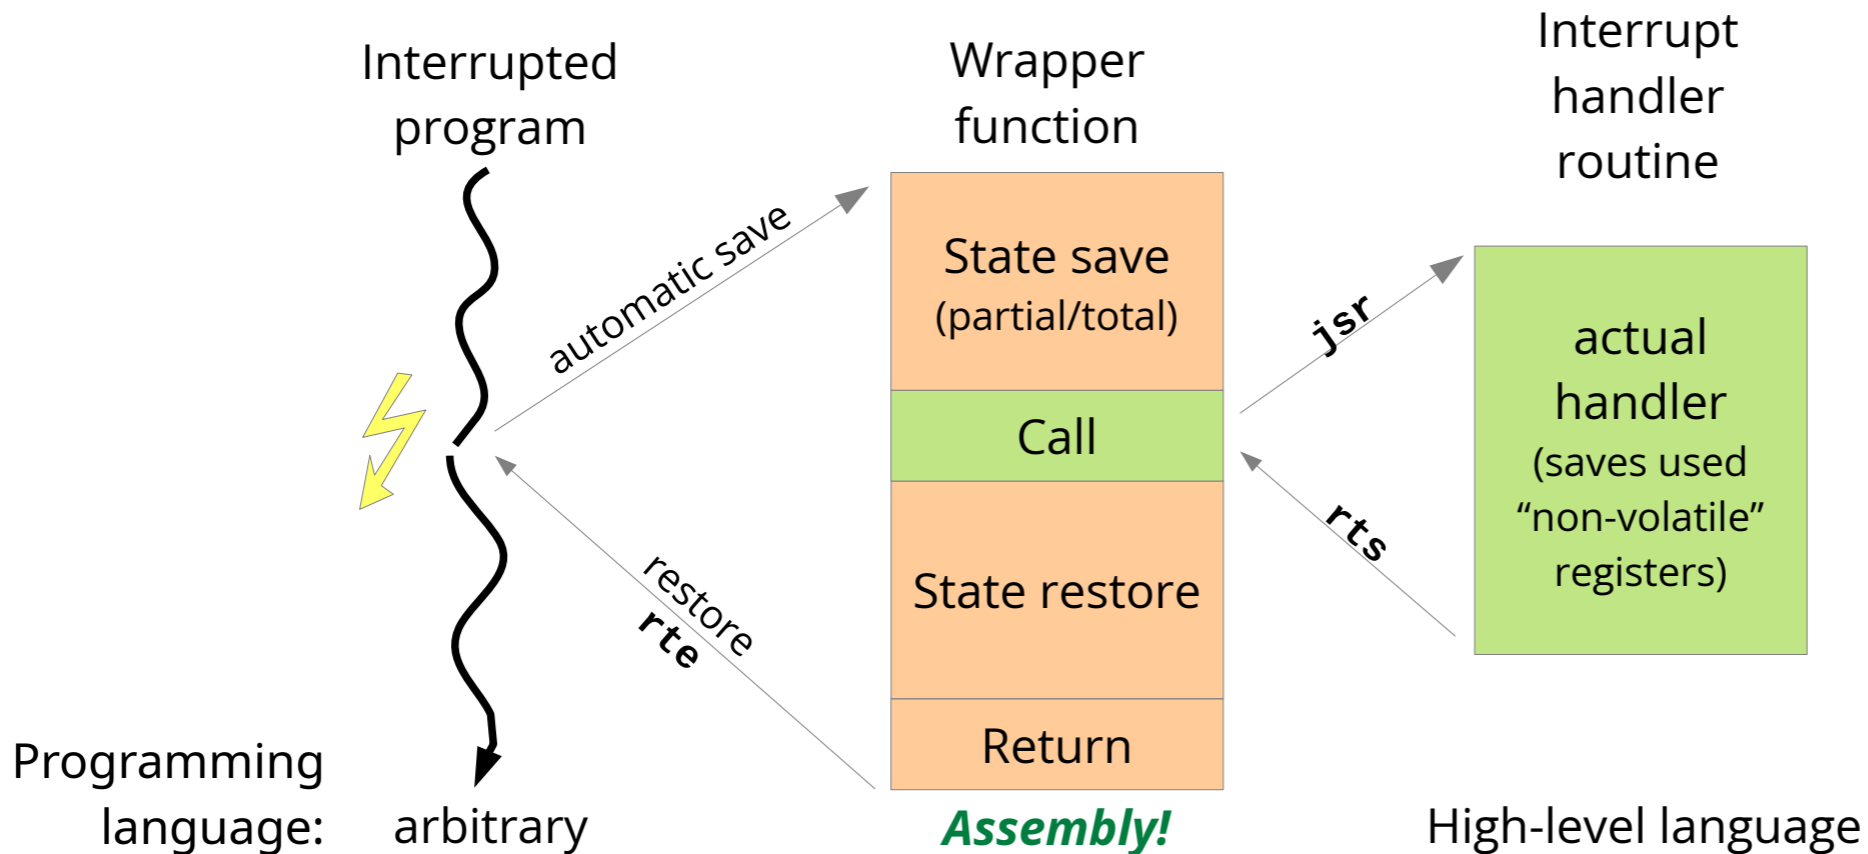 Interrupted
program
Wrapper
function
Interrupt
handler
routine
automatic save
State save
(partial/total)
Call
State restore
Return
jsr
rts
restore
rte
actual
handler
(saves used
“non-volatile”
registers)
Programming
language:
arbitrary
Assembly!
High-level language